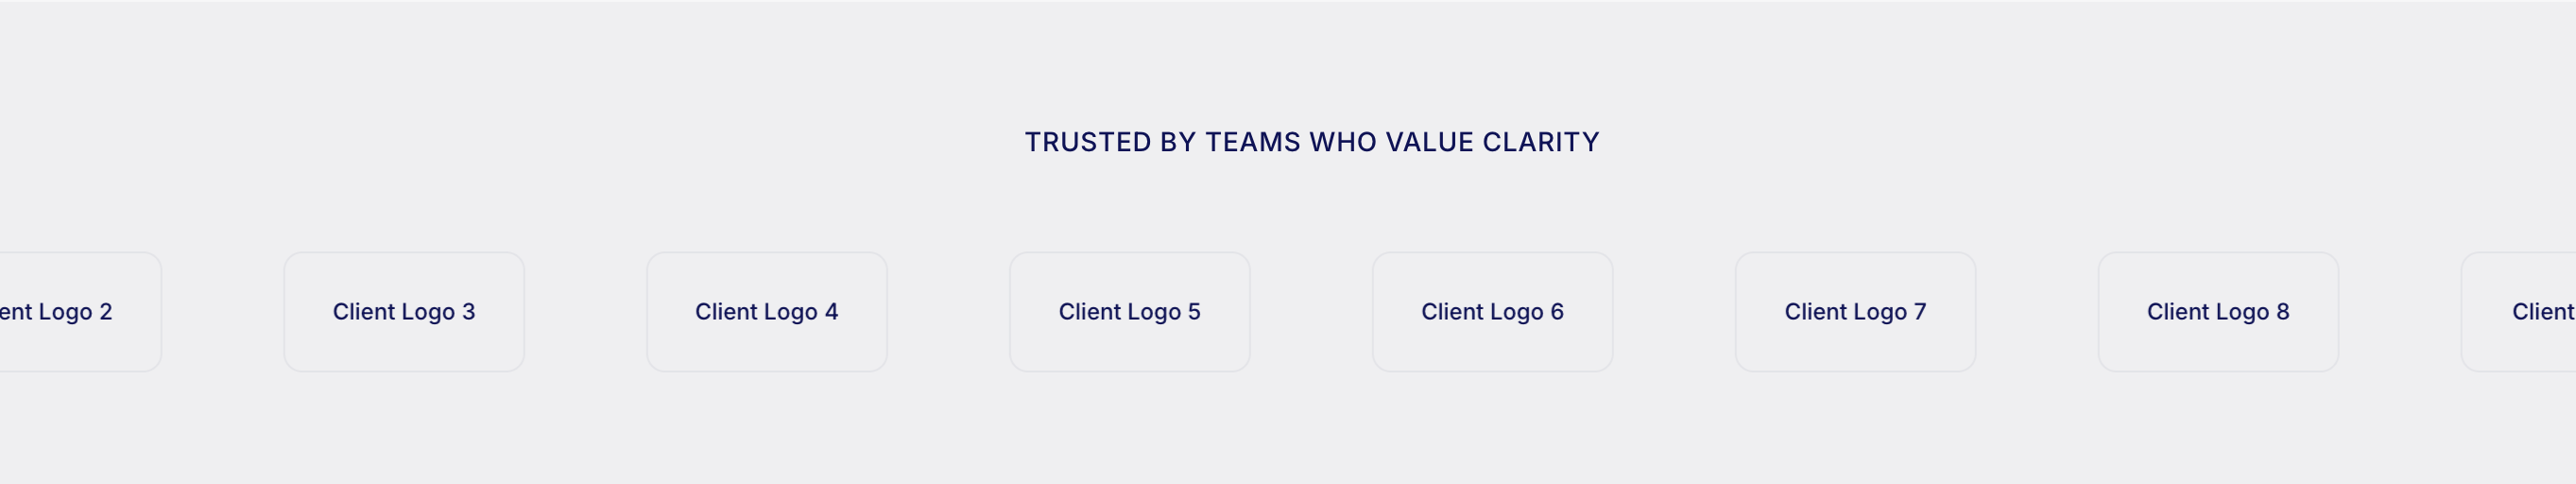 TRUSTED BY TEAMS WHO VALUE CLARITY
ent Logo 2
Client Logo 3
Client Logo 4
Client Logo 5
Client Logo 6
Client Logo 7
Client Logo 8
Client